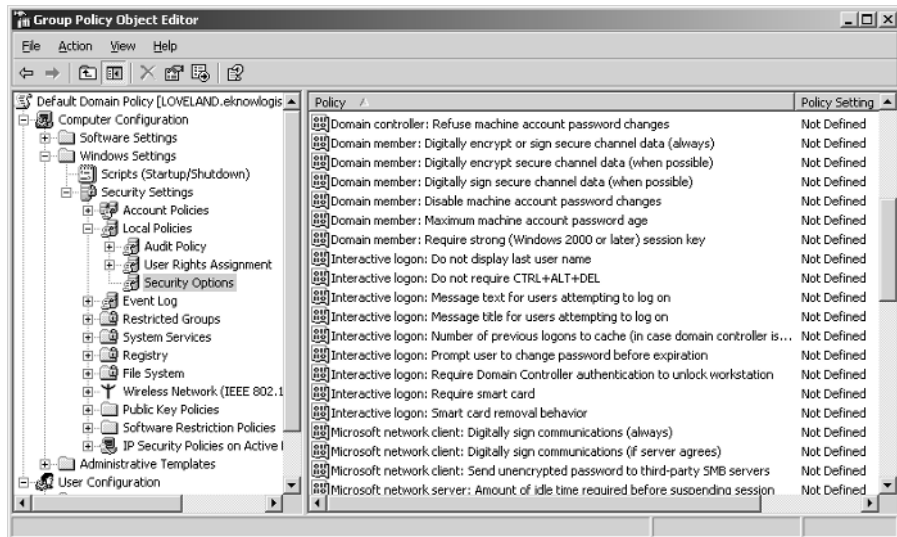 Group Policy Object Editor
File Action View Help
Default Domain Policy [LOVELAND.eknowlogis
Computer Configuration
Software Settings
Windows Settings
Scripts (Startup/Shutdown)
Security Settings
Account Policies
Local Policies
Audit Policy
User Rights Assignment
Security Options
Event Log
Restricted Groups
System Services
Registry
File System
Wireless Network (IEEE 802.1
Public Key Policies
Software Restriction Policies
IP Security Policies on Active
Administrative Templates
User Configuration
Policy Policy Setting
Domain controller: Refuse machine account password changes Not Defined
Domain member: Digitally encrypt or sign secure channel data (always) Not Defined
Domain member: Digitally encrypt secure channel data (when possible) Not Defined
Domain member: Digitally sign secure channel data (when possible) Not Defined
Domain member: Disable machine account password changes Not Defined
Domain member: Maximum machine account password age Not Defined
Domain member: Require strong (Windows 2000 or later) session key Not Defined
Interactive logon: Do not display last user name Not Defined
Interactive logon: Do not require CTRL+ALT+DEL Not Defined
Interactive logon: Message text for users attempting to log on Not Defined
Interactive logon: Message title for users attempting to log on Not Defined
Interactive logon: Number of previous logons to cache (in case domain controller is... Not Defined
Interactive logon: Prompt user to change password before expiration Not Defined
Interactive logon: Require Domain Controller authentication to unlock workstation Not Defined
Interactive logon: Require smart card Not Defined
Interactive logon: Smart card removal behavior Not Defined
Microsoft network client: Digitally sign communications (always) Not Defined
Microsoft network client: Digitally sign communications (if server agrees) Not Defined
Microsoft network client: Send unencrypted password to third-party SMB servers Not Defined
Microsoft network server: Amount of idle time required before suspending session Not Defined